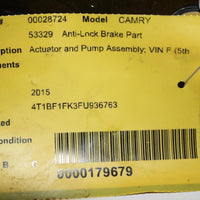 # 00028724 Model CAMRY
53329 Anti-Lock Brake Part
ption Actuator and Pump Assembly; VIN F (5th
ments
2015
4T1BF1FK3FU936763
ted
ondition
B
0000179679